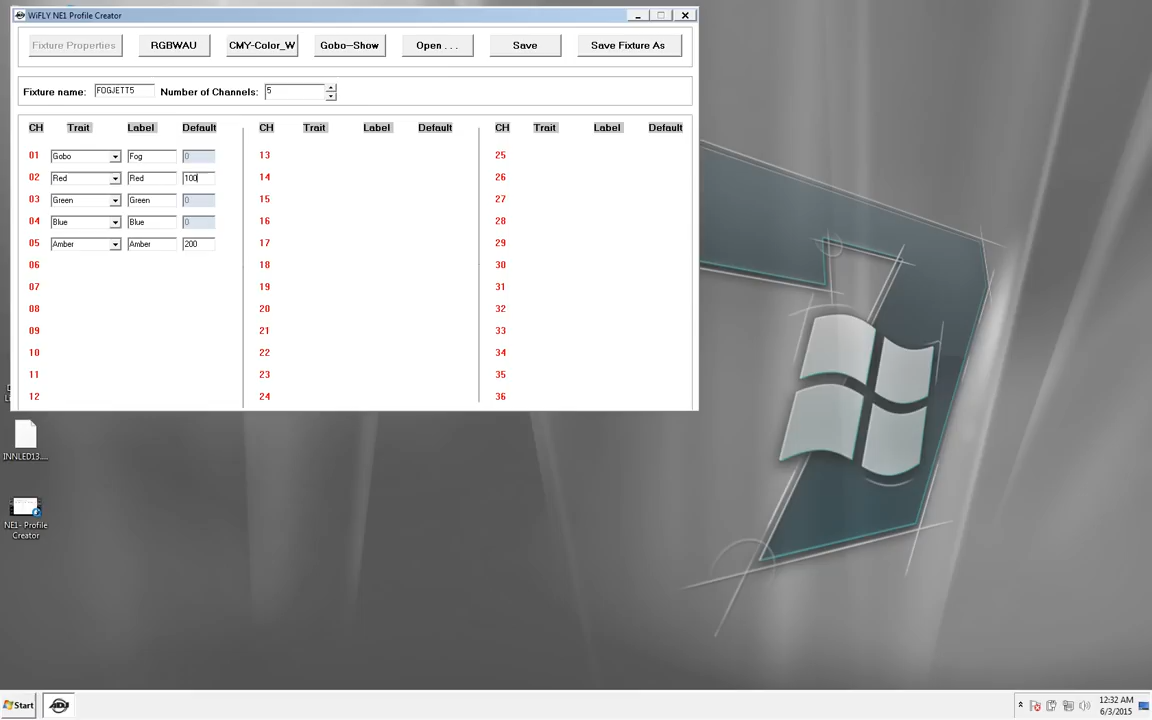 WiFLY NE1 Profile Creator
Fixture Properties RGBWAU CMY-Color_W Gobo--Show Open . . . Save Save Fixture As
Fixture name: FOGJETT5 Number of Channels: 5
CH Trait Label Default CH Trait Label Default CH Trait Label Default
01 Gobo Fog 0 13 25
02 Red Red 100 14 26
03 Green Green 0 15 27
04 Blue Blue 0 16 28
05 Amber Amber 200 17 29
06 18 30
07 19 31
08 20 32
09 21 33
10 22 34
11 23 35
12 24 36
INNLED13....
NE1- Profile
Creator
Start
ADJ
12:32 AM
6/3/2015